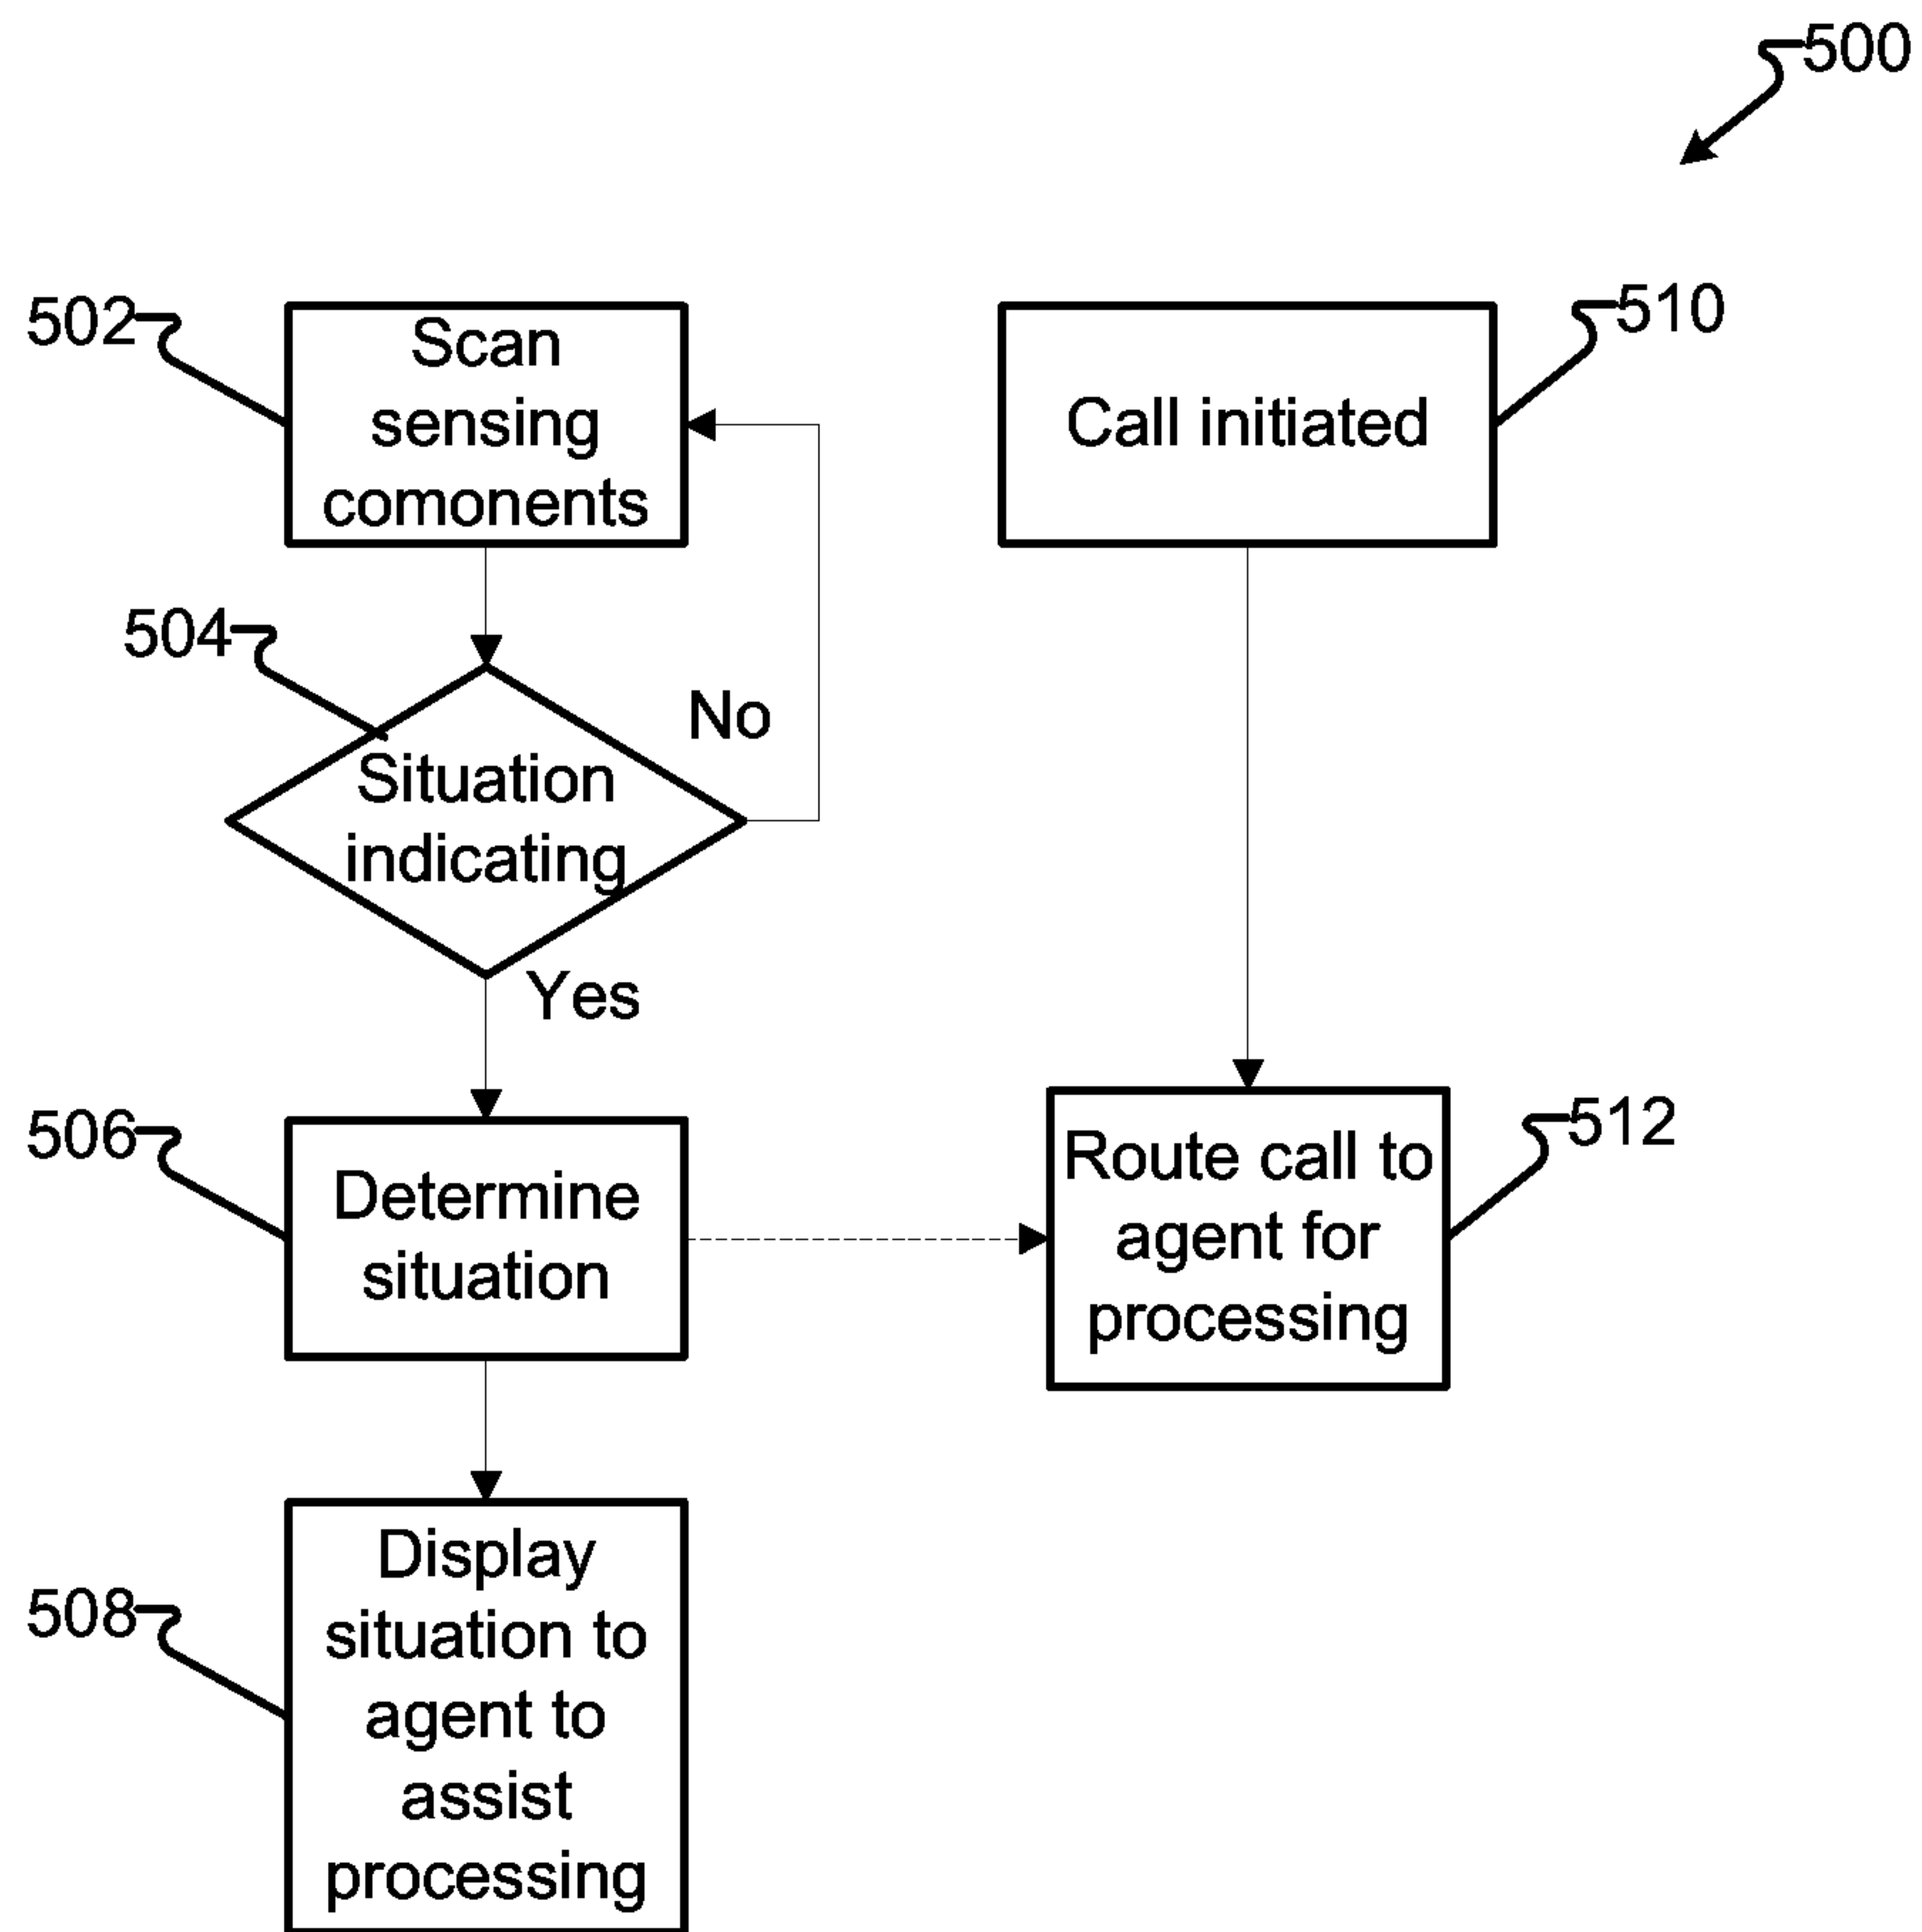 500
502
Scan
sensing
comonents
510
Call initiated
504
No
Situation
indicating
Yes
506
Determine
situation
512
Route call to
agent for
processing
508
Display
situation to
agent to
assist
processing